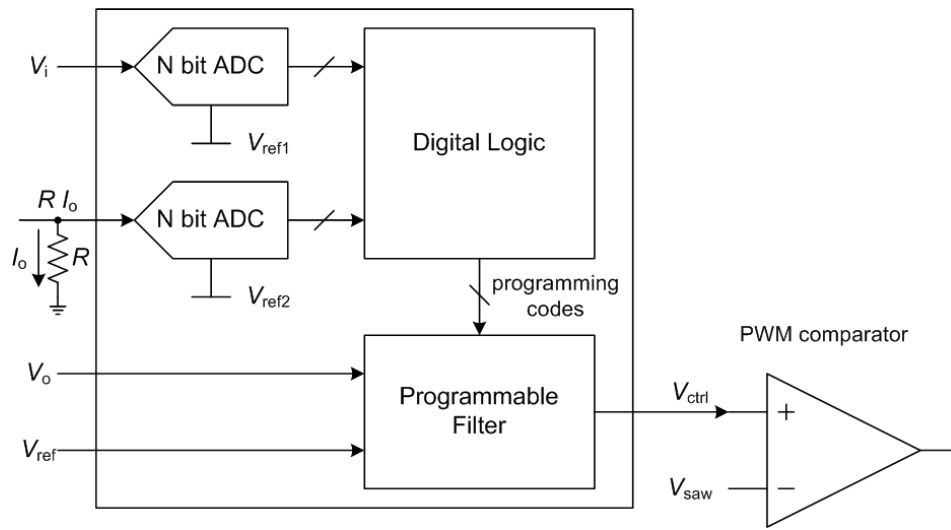 Vi
N bit ADC
Vref1
Digital Logic
R Io
N bit ADC
Io
R
Vref2
programming
codes
PWM comparator
Vo
Programmable
Filter
Vctrl
+
Vref
Vsaw
−